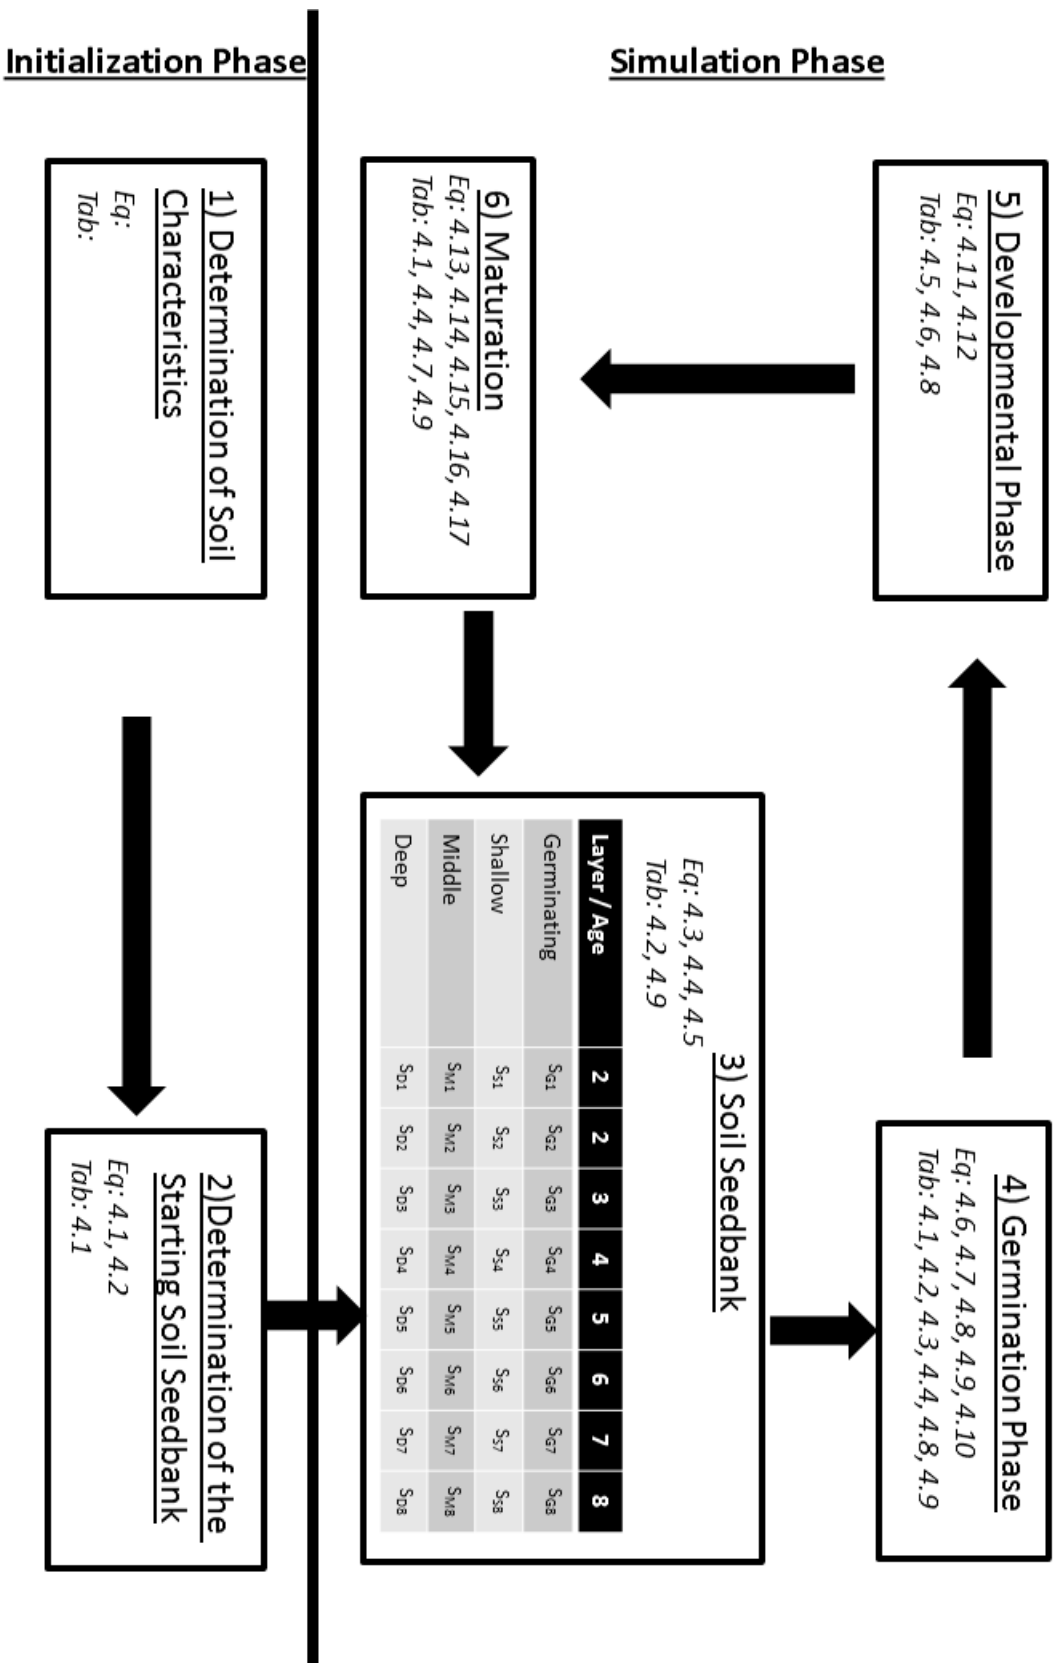 Initialization Phase
Simulation Phase
1) Determination of Soil
Characteristics
Eq:
Tab:
2)Determination of the
Starting Soil Seedbank
Eq: 4.1, 4.2
Tab: 4.1
3) Soil Seedbank
Eq: 4.3, 4.4, 4.5
Tab: 4.2, 4.9
Layer / Age 2 2 3 4 5 6 7 8
Germinating SG1 SG2 SG3 SG4 SG5 SG6 SG7 SG8
Shallow SS1 SS2 SS3 SS4 SS5 SS6 SS7 SS8
Middle SM1 SM2 SM3 SM4 SM5 SM6 SM7 SM8
Deep SD1 SD2 SD3 SD4 SD5 SD6 SD7 SD8
4) Germination Phase
Eq: 4.6, 4.7, 4.8, 4.9, 4.10
Tab: 4.1, 4.2, 4.3, 4.4, 4.8, 4.9
5) Developmental Phase
Eq: 4.11, 4.12
Tab: 4.5, 4.6, 4.8
6) Maturation
Eq: 4.13, 4.14, 4.15, 4.16, 4.17
Tab: 4.1, 4.4, 4.7, 4.9